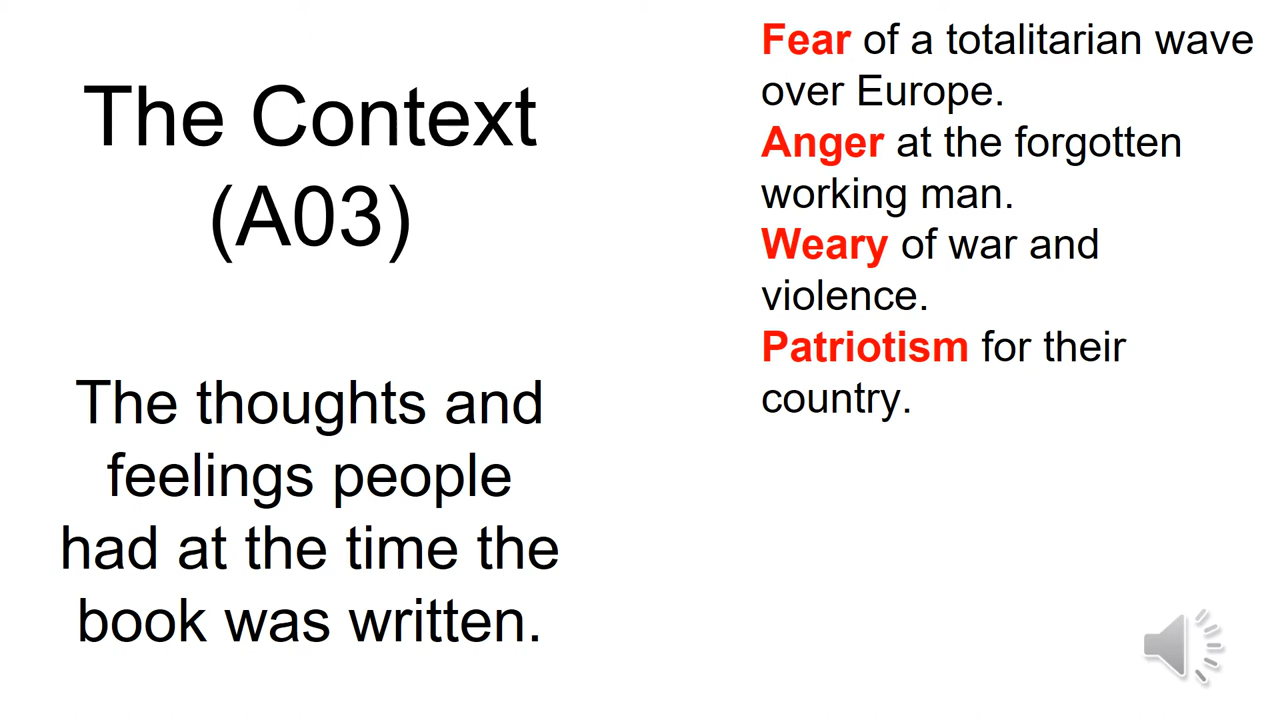 The Context
(A03)
The thoughts and
feelings people
had at the time the
book was written.
Fear of a totalitarian wave
over Europe.
Anger at the forgotten
working man.
Weary of war and
violence.
Patriotism for their
country.